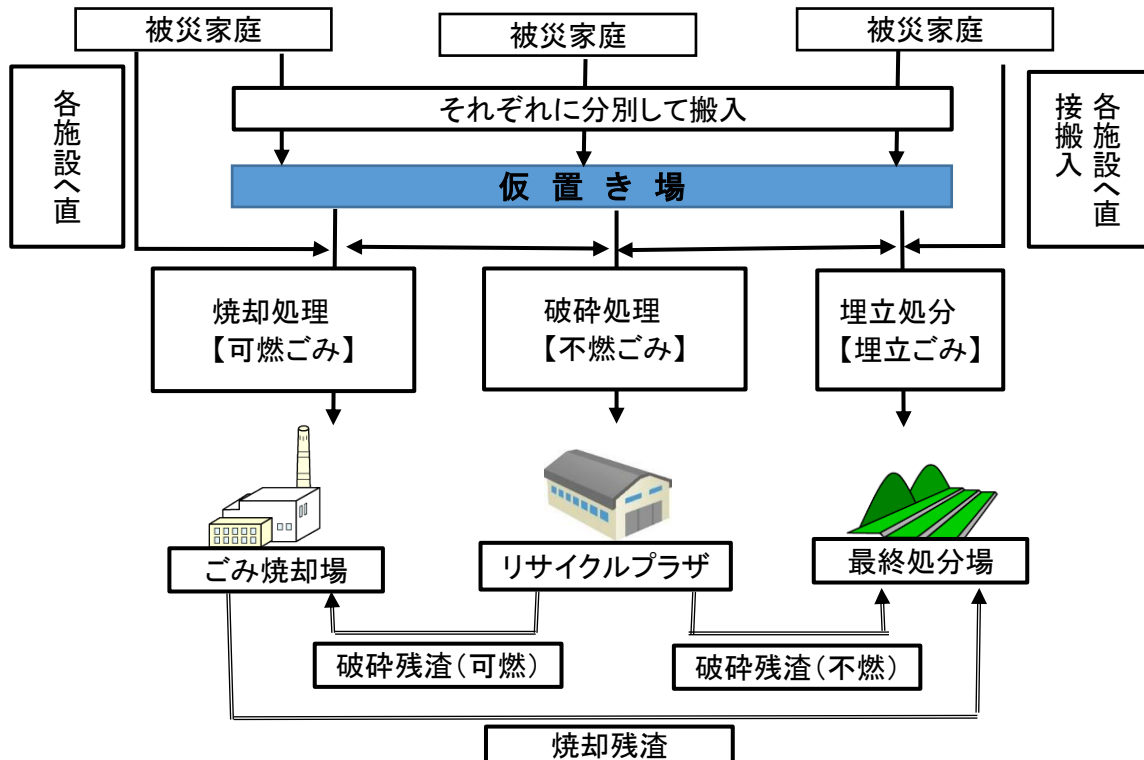 被災家庭
被災家庭
被災家庭
各施設へ直
各施設へ直
接搬入
それぞれに分別して搬入
仮 置 き 場
焼却処理
【可燃ごみ】
破砕処理
【不燃ごみ】
埋立処分
【埋立ごみ】
ごみ焼却場
リサイクルプラザ
最終処分場
破砕残渣(可燃)
破砕残渣(不燃)
焼却残渣